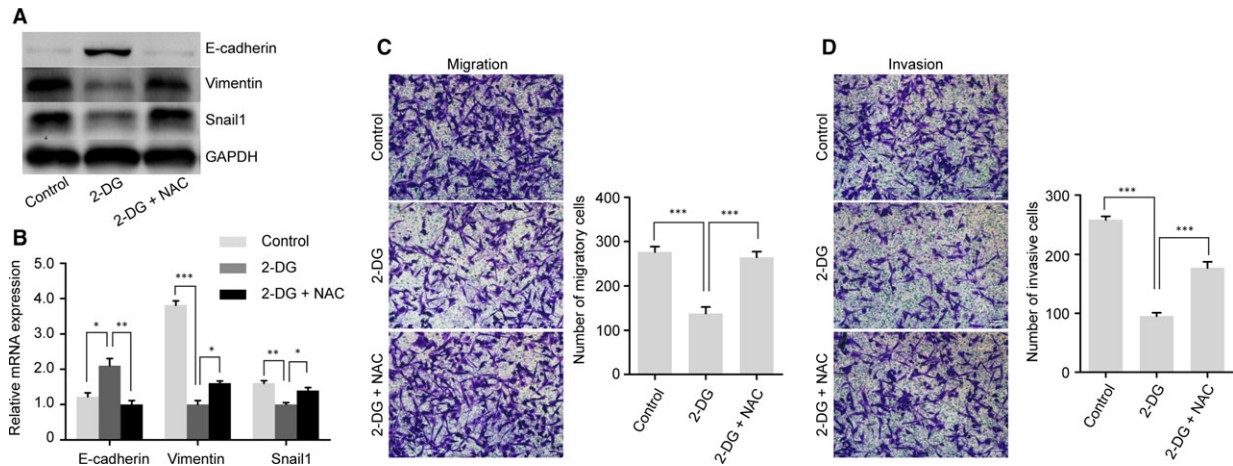 A
E-cadherin
Vimentin
Snail1
GAPDH
Control
2-DG
2-DG + NAC
B
Control
2-DG
2-DG + NAC
Relative mRNA expression
5.0
4.0
2.0
1.0
0
*
**
***
*
**
*
E-cadherin
Vimentin
Snail1
C
Migration
Control
2-DG
2-DG + NAC
Number of migratory cells
400
300
200
100
0
***
***
Control
2-DG
2-DG + NAC
D
Invasion
Control
2-DG
2-DG + NAC
Number of invasive cells
300
200
100
0
***
***
Control
2-DG
2-DG + NAC